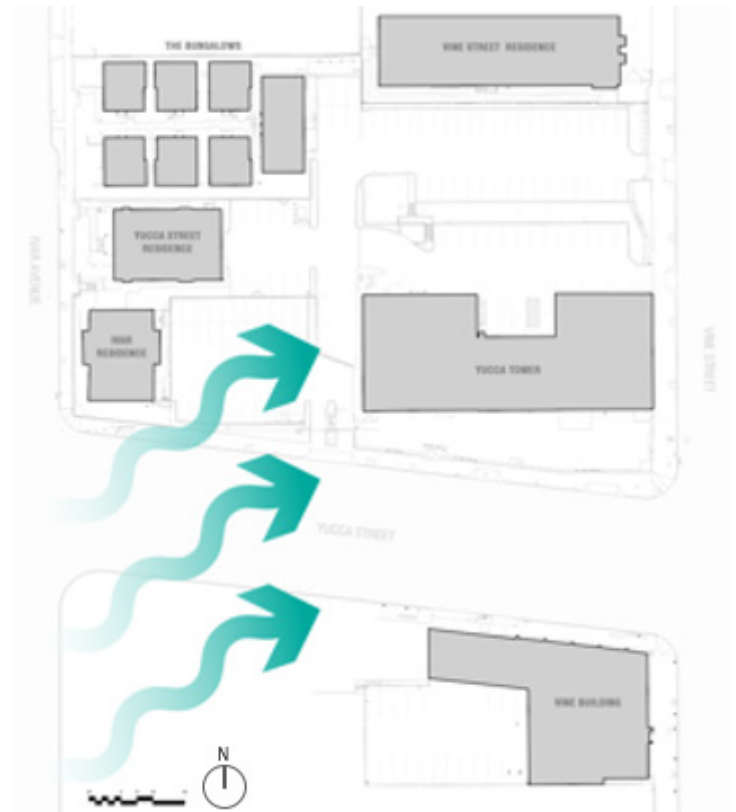 THE BUNGALOWS
VINE STREET RESIDENCE
YUCCA STREET
RESIDENCE
IVAR AVENUE
IVAR
RESIDENCE
YUCCA TOWER
VINE STREET
YUCCA STREET
VINE BUILDING
N